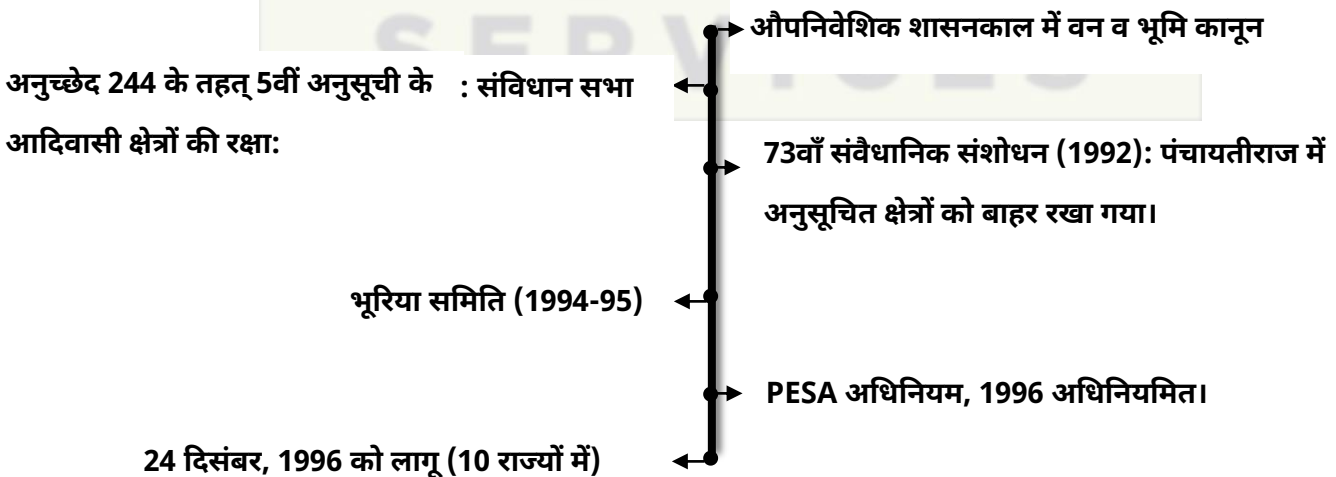 SERVICES
औपनिवेशिक शासनकाल में वन व भूमि कानून
अनुच्छेद 244 के तहत् 5वीं अनुसूची के : संविधान सभा
आदिवासी क्षेत्रों की रक्षा:
73वाँ संवैधानिक संशोधन (1992): पंचायतीराज में
अनुसूचित क्षेत्रों को बाहर रखा गया।
भूरिया समिति (1994-95)
PESA अधिनियम, 1996 अधिनियमित।
24 दिसंबर, 1996 को लागू (10 राज्यों में)